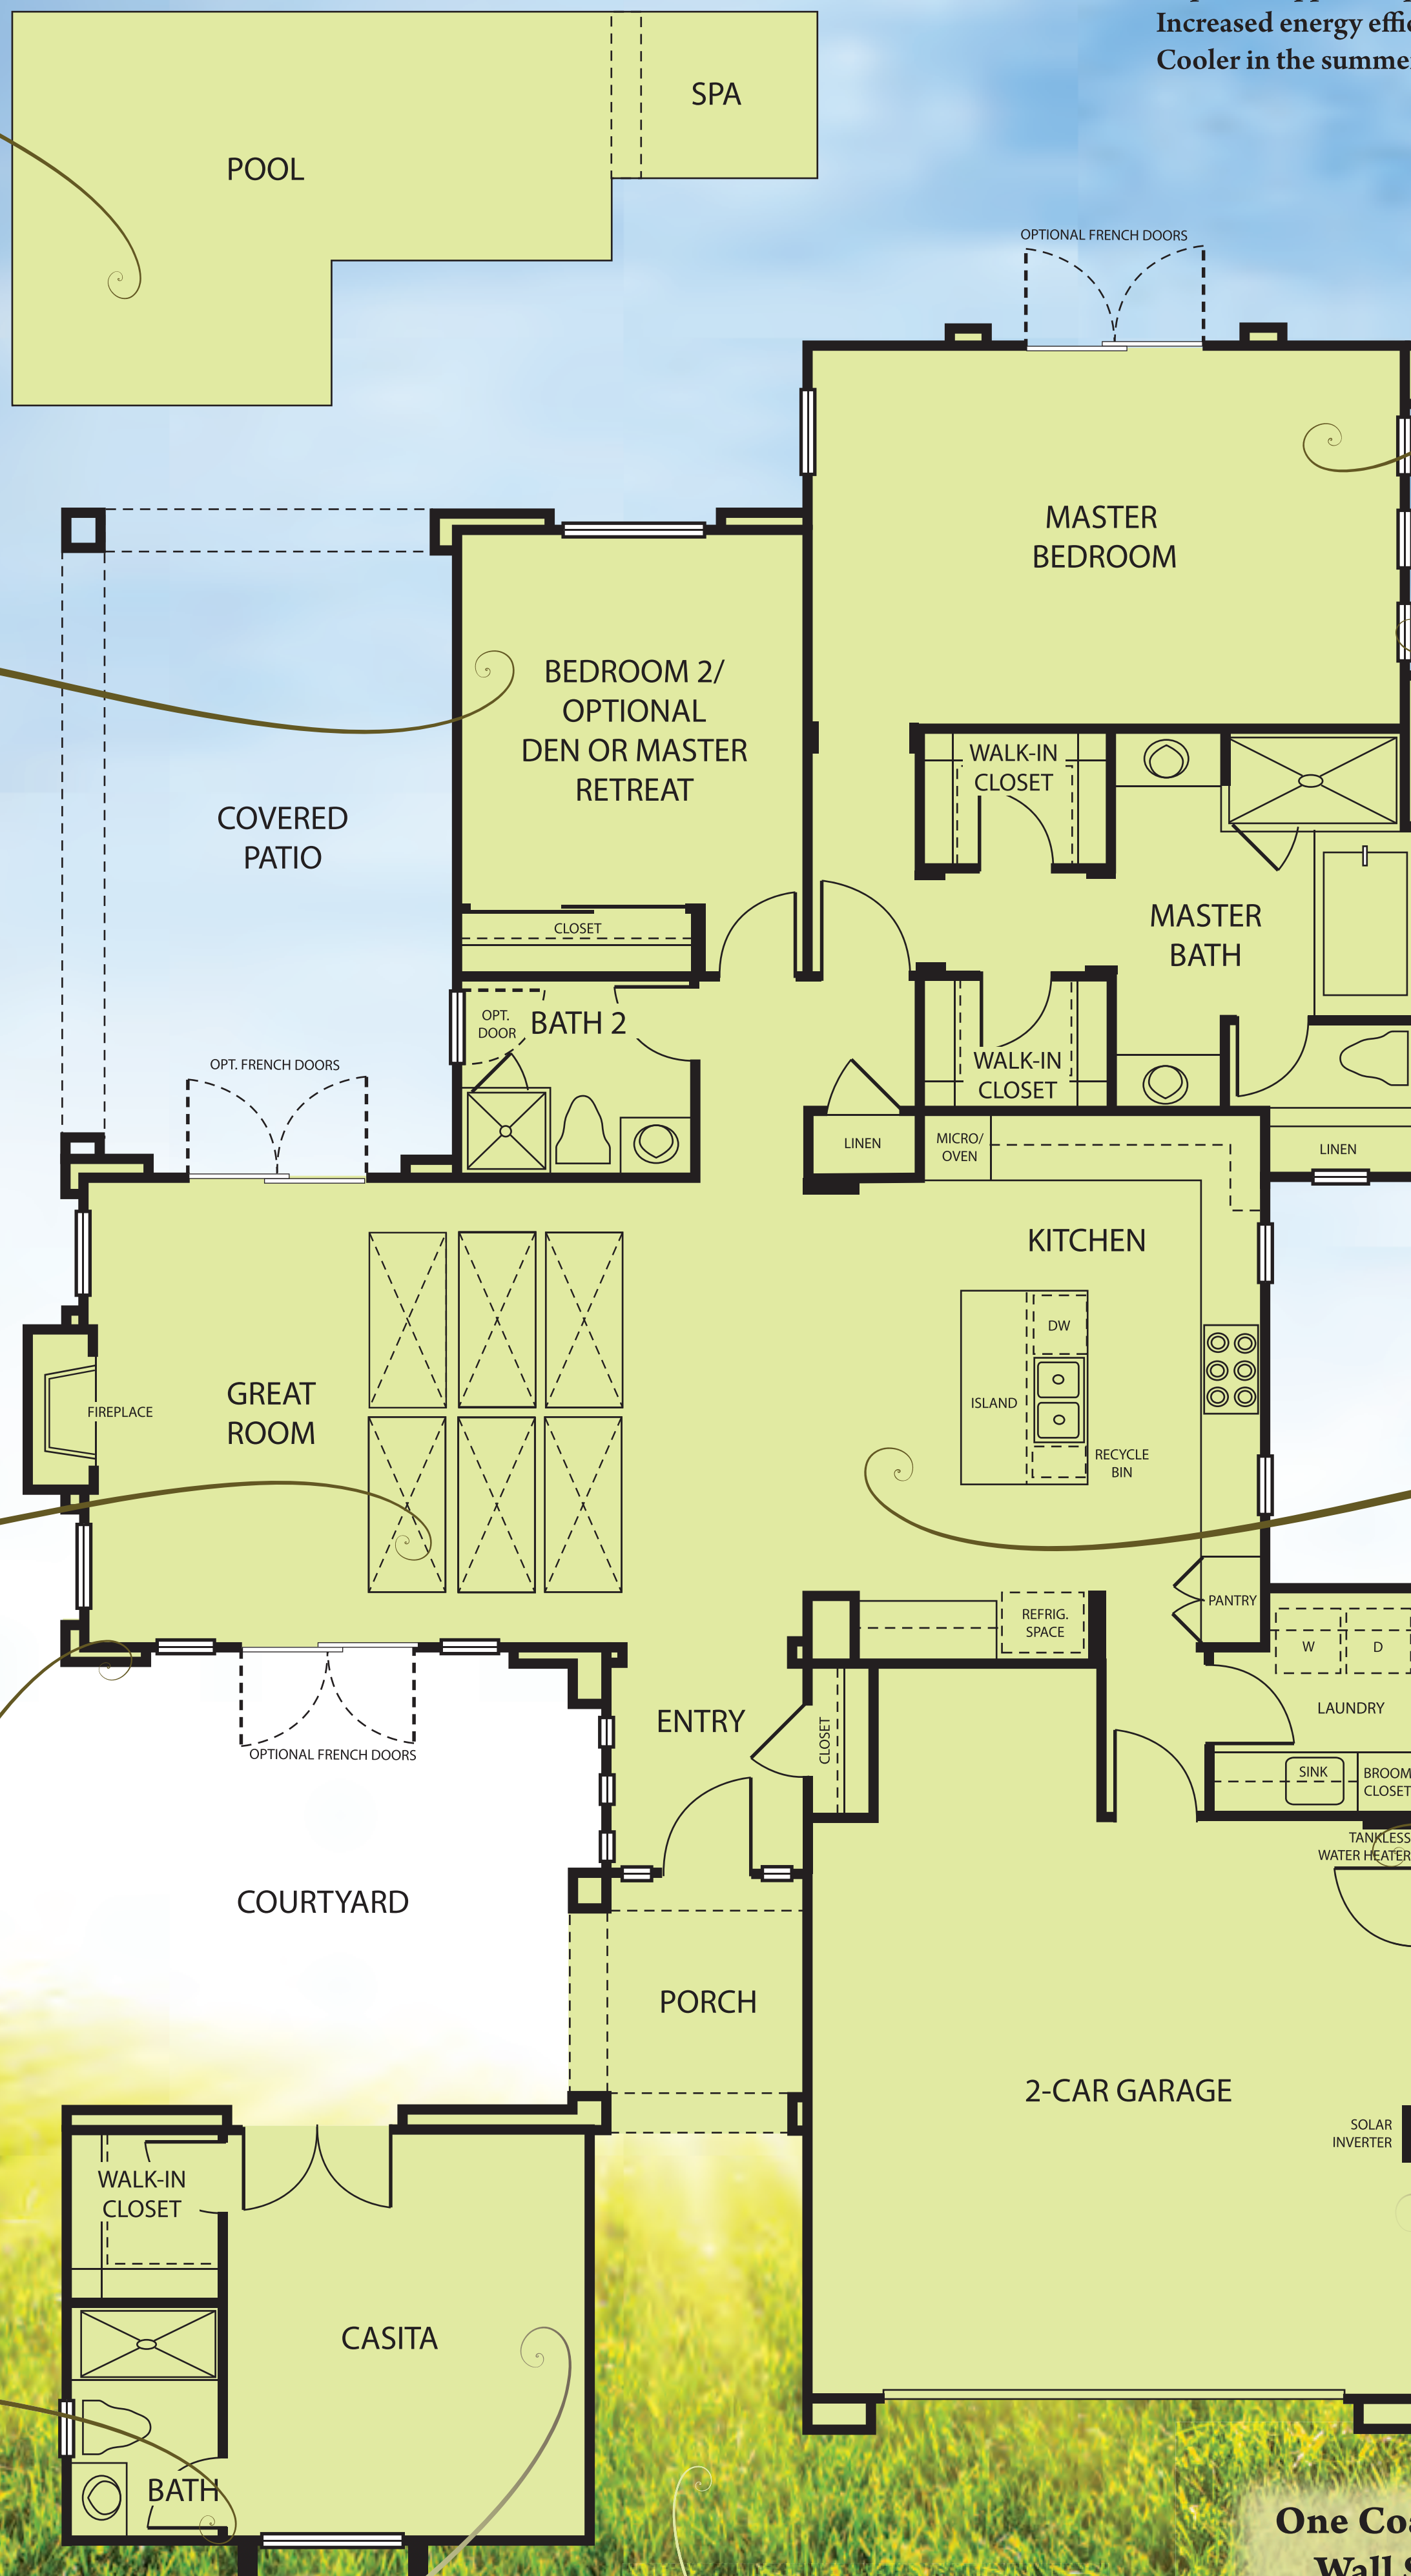 Increased energy
Cooler in the
SPA
POOL
OPTIONAL FRENCH DOORS
MASTER
BEDROOM
BEDROOM 2/
OPTIONAL
DEN OR MASTER
RETREAT
WALK-IN
CLOSET
COVERED
PATIO
MASTER
BATH
CLOSET
OPT.
DOOR
BATH 2
WALK-IN
CLOSET
OPT. FRENCH DOORS
LINEN
MICRO/
OVEN
LINEN
KITCHEN
DW
GREAT
ROOM
FIREPLACE
ISLAND
RECYCLE
BIN
PANTRY
REFRIG.
SPACE
W
D
LAUNDRY
ENTRY
CLOSET
OPTIONAL FRENCH DOORS
SINK
BROOM
CLOSET
TANKLESS
WATER HEATER
COURTYARD
PORCH
2-CAR GARAGE
SOLAR
INVERTER
WALK-IN
CLOSET
CASITA
BATH
One
Wall